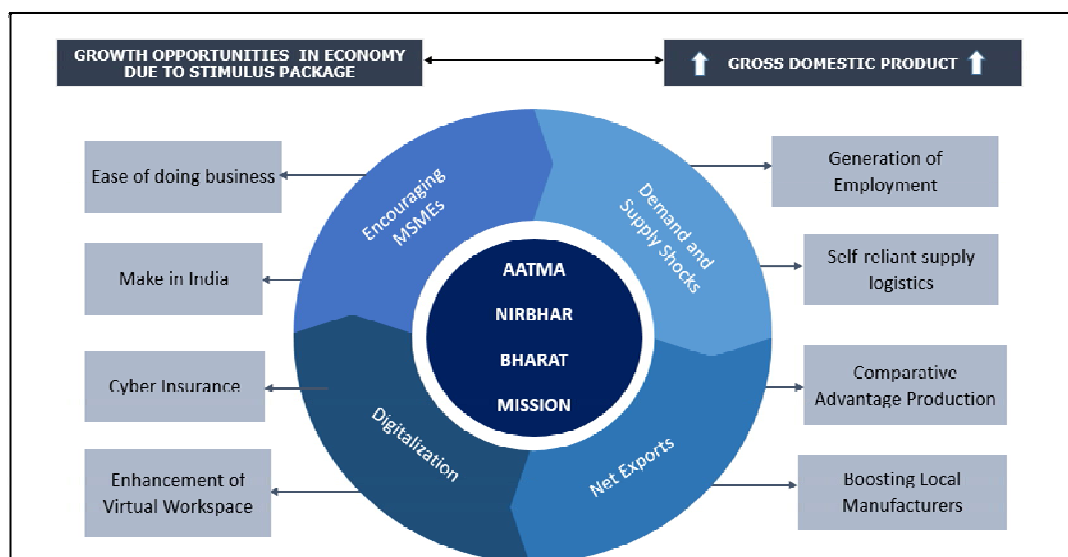 GROWTH OPPORTUNITIES IN ECONOMY
DUE TO STIMULUS PACKAGE
GROSS DOMESTIC PRODUCT
Ease of doing business
Make in India
Cyber Insurance
Enhancement of
Virtual Workspace
Encouraging
MSMEs
Demand and
Supply Shocks
Digitalization
Net Exports
AATMA
NIRBHAR
BHARAT
MISSION
Generation of
Employment
Self reliant supply
logistics
Comparative
Advantage Production
Boosting Local
Manufacturers